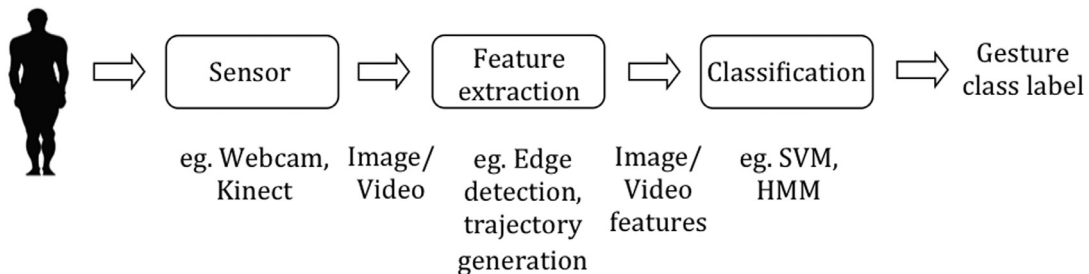 Sensor
Feature
extraction
Classification
Gesture
class label
eg. Webcam,
Kinect
Image/
Video
eg. Edge
detection,
trajectory
generation
Image/
Video
features
eg. SVM,
HMM